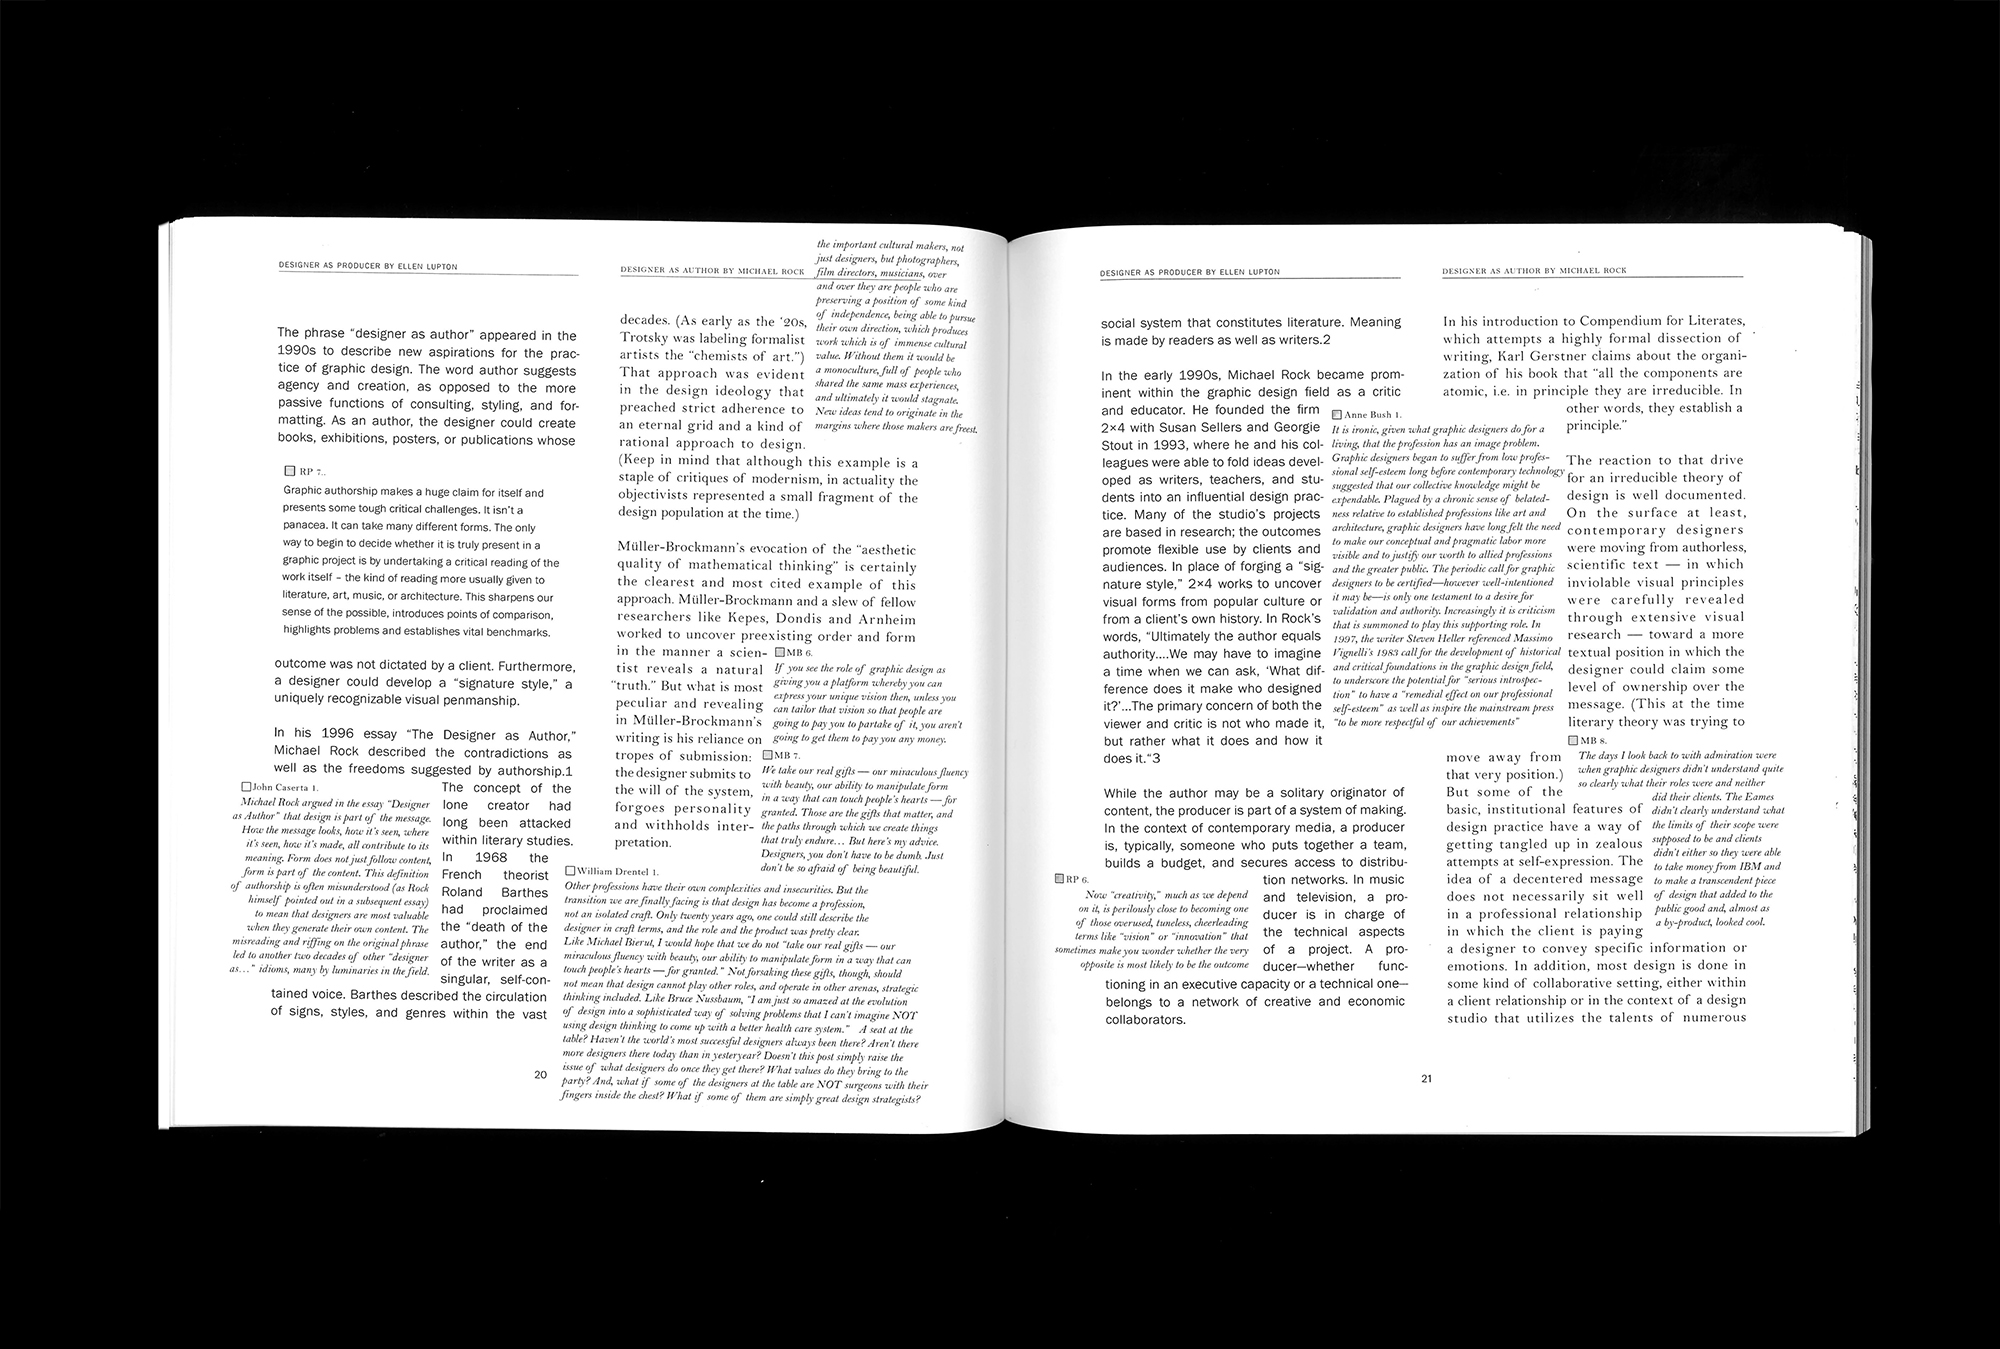 DESIGNER AS PRODUCER BY ELLEN LUPTON
The phrase “designer as author” appeared in the
1990s to describe new aspirations for the prac-
tice of graphic design. The word author suggests
agency and creation, as opposed to the more
passive functions of consulting, styling, and for-
matting. As an author, the designer could create
books, exhibitions, posters, or publications whose
RP 7..
Graphic authorship makes a huge claim for itself and
presents some tough critical challenges. It isn't a
panacea. It can take many different forms. The only
way to begin to decide whether it is truly present in a
graphic project is by undertaking a critical reading of the
work itself – the kind of reading more usually given to
literature, art, music, or architecture. This sharpens our
sense of the possible, introduces points of comparison,
highlights problems and establishes vital benchmarks.
outcome was not dictated by a client. Furthermore,
a designer could develop a “signature style,” a
uniquely recognizable visual penmanship.
In his 1996 essay “The Designer as Author,”
Michael Rock described the contradictions as
well as the freedoms suggested by authorship.1
The concept of the
lone creator had
long been attacked
within literary studies.
In 1968 the
French theorist
Roland Barthes
had proclaimed
the “death of the
author,” the end
of the writer as a
singular, self-con-
tained voice. Barthes described the circulation
of signs, styles, and genres within the vast
John Caserta 1.
Michael Rock argued in the essay “Designer
as Author” that design is part of the message.
How the message looks, how it's seen, where
it's seen, how it's made, all contribute to its
meaning. Form does not just follow content,
form is part of the content. This definition
of authorship is often misunderstood (as Rock
himself pointed out in a subsequent essay)
to mean that designers are most valuable
when they generate their own content. The
misreading and riffing on the original phrase
led to another two decades of other “designer
as…” idioms, many by luminaries in the field.
20
DESIGNER AS AUTHOR BY MICHAEL ROCK
the important cultural makers, not
just designers, but photographers,
film directors, musicians, over
and over they are people who are
preserving a position of some kind
of independence, being able to pursue
their own direction, which produces
work which is of immense cultural
value. Without them it would be
a monoculture, full of people who
shared the same mass experiences,
and ultimately it would stagnate.
New ideas tend to originate in the
margins where those makers are freest.
decades. (As early as the '20s,
Trotsky was labeling formalist
artists the “chemists of art.”)
That approach was evident
in the design ideology that
preached strict adherence to
an eternal grid and a kind of
rational approach to design.
(Keep in mind that although this example is a
staple of critiques of modernism, in actuality the
objectivists represented a small fragment of the
design population at the time.)
Müller-Brockmann's evocation of the “aesthetic
quality of mathematical thinking” is certainly
the clearest and most cited example of this
approach. Müller-Brockmann and a slew of fellow
researchers like Kepes, Dondis and Arnheim
worked to uncover preexisting order and form
in the manner a scien-
tist reveals a natural
“truth.” But what is most
peculiar and revealing
in Müller-Brockmann's
writing is his reliance on
tropes of submission:
the designer submits to
the will of the system,
forgoes personality
and withholds inter-
pretation.
MB 6.
If you see the role of graphic design as
giving you a platform whereby you can
express your unique vision then, unless you
can tailor that vision so that people are
going to pay you to partake of it, you aren't
going to get them to pay you any money.
MB 7.
We take our real gifts — our miraculous fluency
with beauty, our ability to manipulate form
in a way that can touch people's hearts — for
granted. Those are the gifts that matter, and
the paths through which we create things
that truly endure… But here's my advice.
Designers, you don't have to be dumb. Just
don't be so afraid of being beautiful.
William Drentel 1.
Other professions have their own complexities and insecurities. But the
transition we are finally facing is that design has become a profession,
not an isolated craft. Only twenty years ago, one could still describe the
designer in craft terms, and the role and the product was pretty clear.
Like Michael Bierut, I would hope that we do not “take our real gifts — our
miraculous fluency with beauty, our ability to manipulate form in a way that can
touch people's hearts — for granted.” Not forsaking these gifts, though, should
not mean that design cannot play other roles, and operate in other arenas, strategic
thinking included. Like Bruce Nussbaum, “I am just so amazed at the evolution
of design into a sophisticated way of solving problems that I can't imagine NOT
using design thinking to come up with a better health care system.” A seat at the
table? Haven't the world's most successful designers always been there? Aren't there
more designers there today than in yesteryear? Doesn't this post simply raise the
issue of what designers do once they get there? What values do they bring to the
party? And, what if some of the designers at the table are NOT surgeons with their
fingers inside the chest? What if some of them are simply great design strategists?
DESIGNER AS PRODUCER BY ELLEN LUPTON
social system that constitutes literature. Meaning
is made by readers as well as writers.2
In the early 1990s, Michael Rock became prom-
inent within the graphic design field as a critic
and educator. He founded the firm
2×4 with Susan Sellers and Georgie
Stout in 1993, where he and his col-
leagues were able to fold ideas devel-
oped as writers, teachers, and stu-
dents into an influential design prac-
tice. Many of the studio's projects
are based in research; the outcomes
promote flexible use by clients and
audiences. In place of forging a “sig-
nature style,” 2×4 works to uncover
visual forms from popular culture or
from a client's own history. In Rock's
words, “Ultimately the author equals
authority....We may have to imagine
a time when we can ask, ‘What dif-
ference does it make who designed
it?’...The primary concern of both the
viewer and critic is not who made it,
but rather what it does and how it
does it.“3
While the author may be a solitary originator of
content, the producer is part of a system of making.
In the context of contemporary media, a producer
is, typically, someone who puts together a team,
builds a budget, and secures access to distribu-
tion networks. In music
and television, a pro-
ducer is in charge of
the technical aspects
of a project. A pro-
ducer—whether func-
tioning in an executive capacity or a technical one—
belongs to a network of creative and economic
collaborators.
RP 6.
Now “creativity,” much as we depend
on it, is perilously close to becoming one
of those overused, tuneless, cheerleading
terms like “vision” or “innovation” that
sometimes make you wonder whether the very
opposite is most likely to be the outcome
Anne Bush 1.
It is ironic, given what graphic designers do for a
living, that the profession has an image problem.
Graphic designers began to suffer from low profes-
sional self-esteem long before contemporary technology
suggested that our collective knowledge might be
expendable. Plagued by a chronic sense of belated-
ness relative to established professions like art and
architecture, graphic designers have long felt the need
to make our conceptual and pragmatic labor more
visible and to justify our worth to allied professions
and the greater public. The periodic call for graphic
designers to be certified—however well-intentioned
it may be—is only one testament to a desire for
validation and authority. Increasingly it is criticism
that is summoned to play this supporting role. In
1997, the writer Steven Heller referenced Massimo
Vignelli's 1983 call for the development of historical
and critical foundations in the graphic design field,
to underscore the potential for “serious introspec-
tion” to have a “remedial effect on our professional
self-esteem” as well as inspire the mainstream press
“to be more respectful of our achievements”
21
DESIGNER AS AUTHOR BY MICHAEL ROCK
In his introduction to Compendium for Literates,
which attempts a highly formal dissection of
writing, Karl Gerstner claims about the organi-
zation of his book that “all the components are
atomic, i.e. in principle they are irreducible. In
other words, they establish a
principle.”
The reaction to that drive
for an irreducible theory of
design is well documented.
On the surface at least,
contemporary designers
were moving from authorless,
scientific text — in which
inviolable visual principles
were carefully revealed
through extensive visual
research — toward a more
textual position in which the
designer could claim some
level of ownership over the
message. (This at the time
literary theory was trying to
move away from
that very position.)
But some of the
basic, institutional features of
design practice have a way of
getting tangled up in zealous
attempts at self-expression. The
idea of a decentered message
does not necessarily sit well
in a professional relationship
in which the client is paying
a designer to convey specific information or
emotions. In addition, most design is done in
some kind of collaborative setting, either within
a client relationship or in the context of a design
studio that utilizes the talents of numerous
MB 8.
The days I look back to with admiration were
when graphic designers didn't understand quite
so clearly what their roles were and neither
did their clients. The Eames
didn't clearly understand what
the limits of their scope were
supposed to be and clients
didn't either so they were able
to take money from IBM and
to make a transcendent piece
of design that added to the
public good and, almost as
a by-product, looked cool.